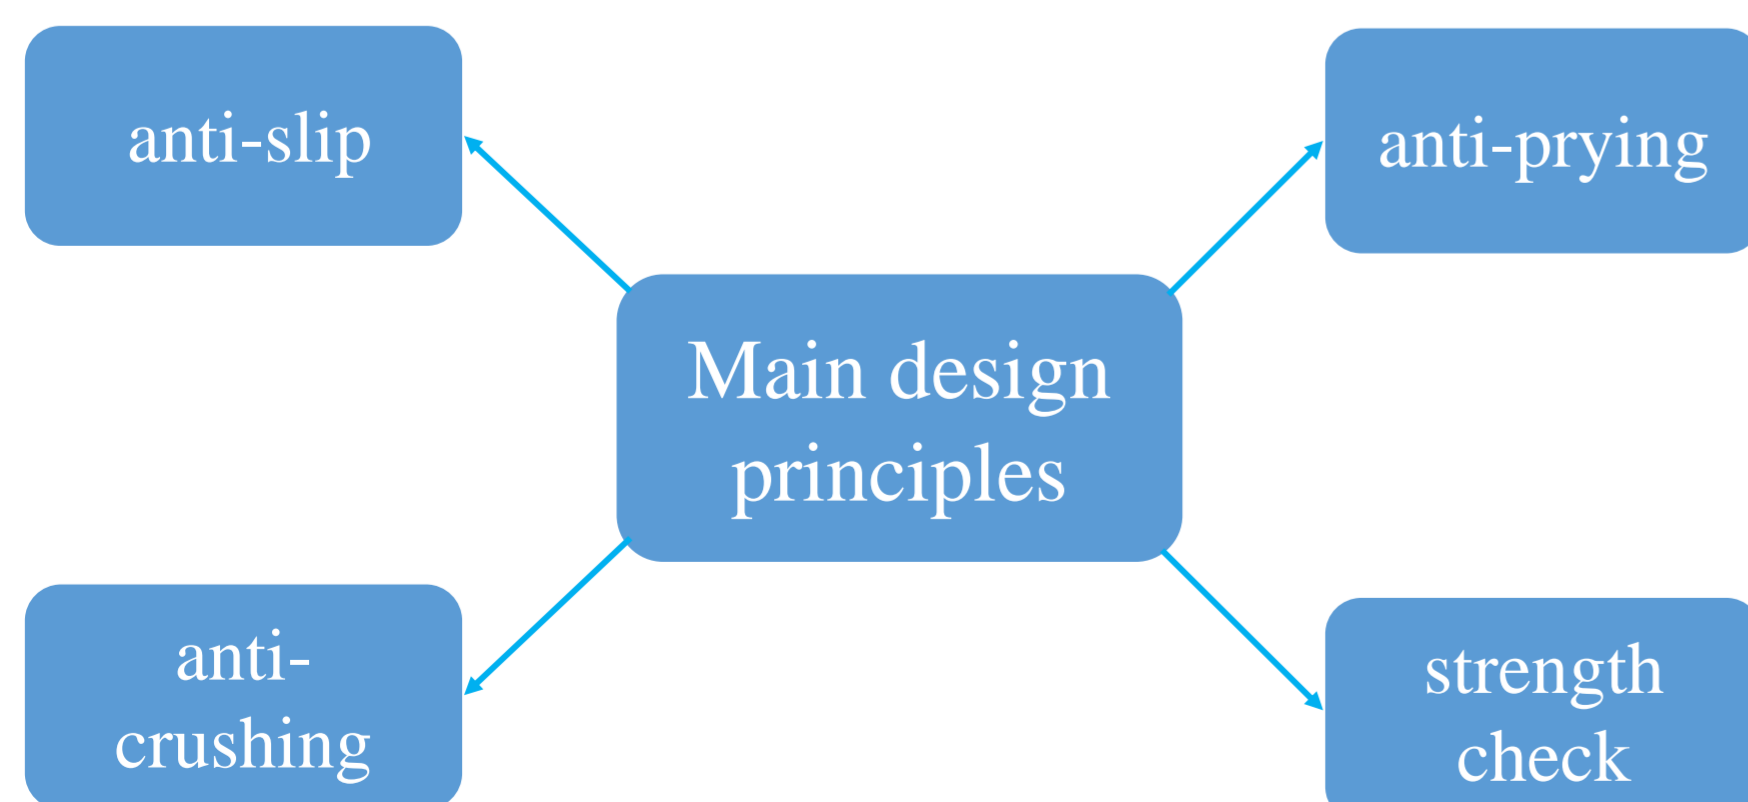 anti-slip
anti-prying
Main design
principles
anti-
crushing
strength
check